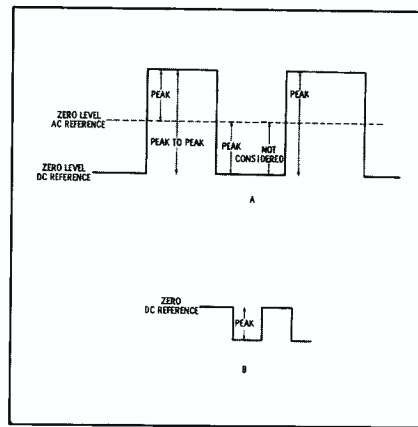 PEAK
PEAK
ZERO LEVEL
AC REFERENCE
PEAK TO PEAK
PEAK
NOT
CONSIDERED
ZERO LEVEL
DC REFERENCE
A
ZERO
DC REFERENCE
PEAK
B